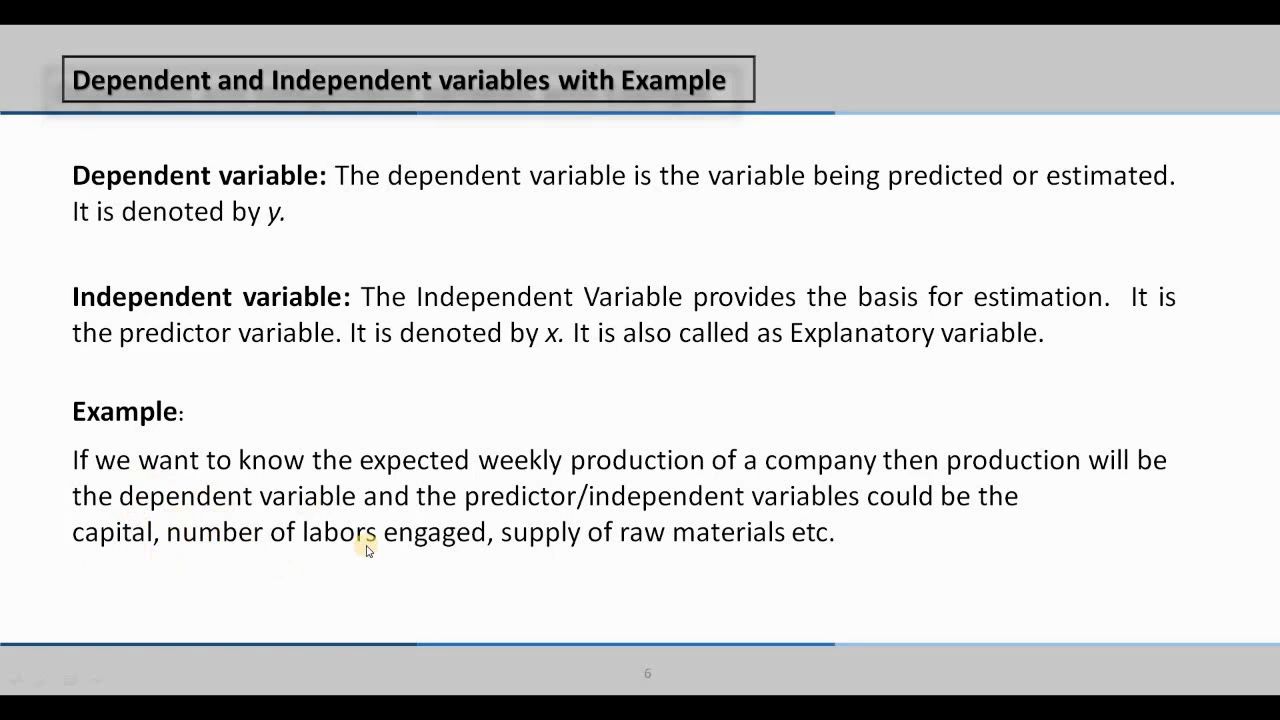 Dependent and Independent variables with Example
Dependent variable: The dependent variable is the variable being predicted or estimated.
It is denoted by y.
Independent variable: The Independent Variable provides the basis for estimation. It is
the predictor variable. It is denoted by x. It is also called as Explanatory variable.
Example:
If we want to know the expected weekly production of a company then production will be
the dependent variable and the predictor/independent variables could be the
capital, number of labors engaged, supply of raw materials etc.
6